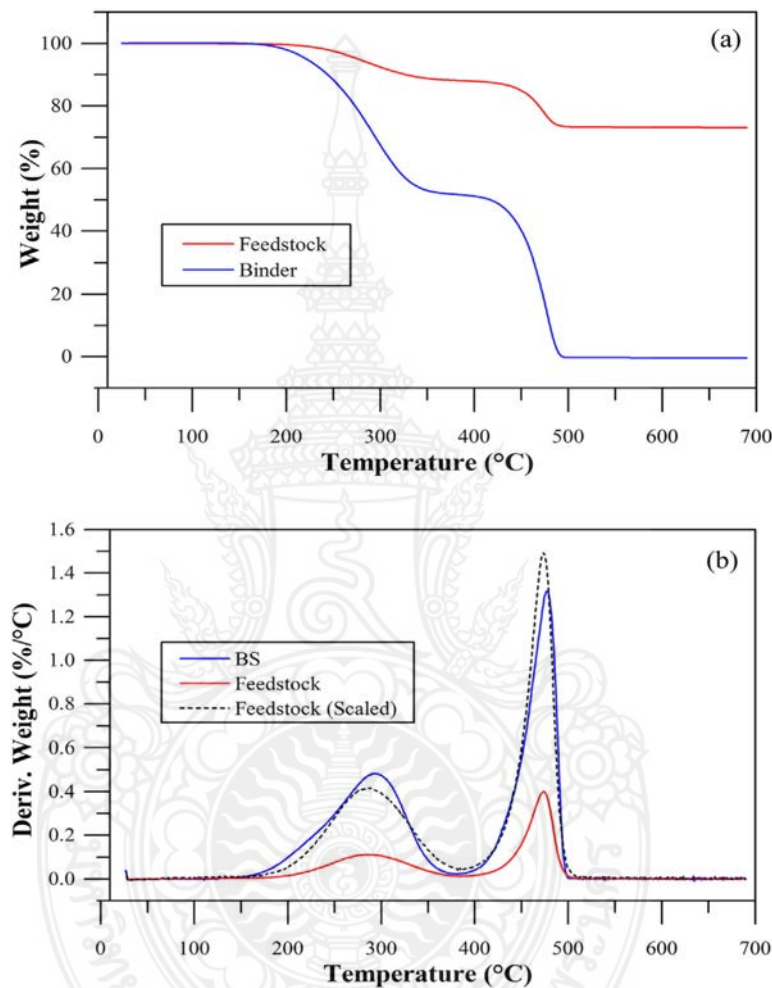 (a)
100
80
60
40
20
0
Weight (%)
Feedstock
Binder
0 100 200 300 400 500 600 700
Temperature (°C)
(b)
1.6
1.4
1.2
1.0
0.8
0.6
0.4
0.2
0.0
Deriv. Weight (%/°C)
BS
Feedstock
Feedstock (Scaled)
0 100 200 300 400 500 600 700
Temperature (°C)